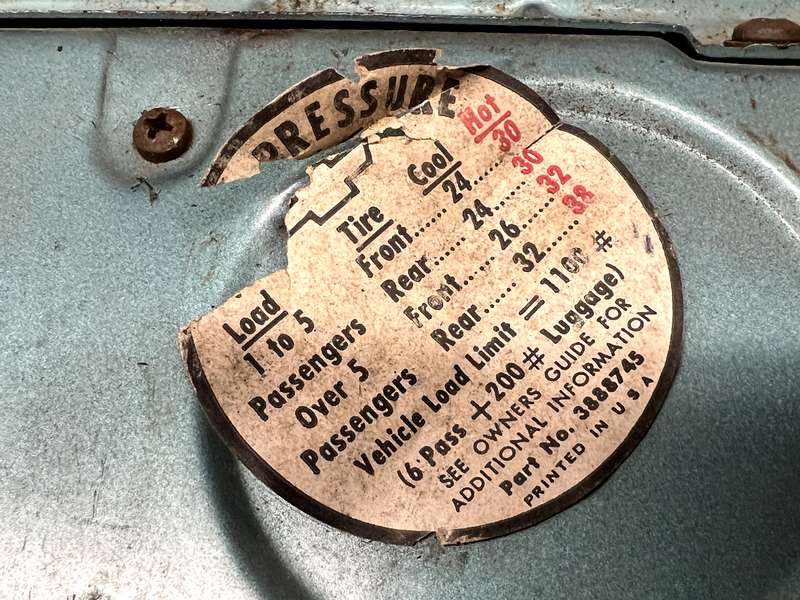 PRESSURE
Load Tire Cool Hot
1 to 5 Front...... 24........ 30
Passengers Rear...... 24...... 30
Over 5 Front..... 26....... 32
Passengers Rear...... 32...... 38
Vehicle Load Limit = 1100 #
(6 Pass +200# Luggage)
SEE OWNERS GUIDE FOR
ADDITIONAL INFORMATION
Part No. 3888745
PRINTED IN U S A